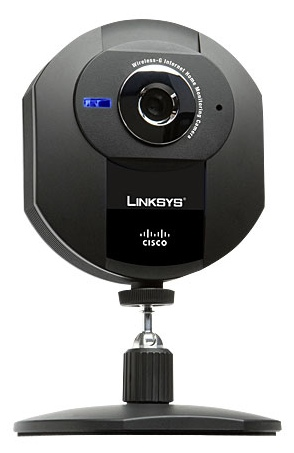 Wireless-G Internet Home Monitoring Camera
LINKSYS®
CISCO